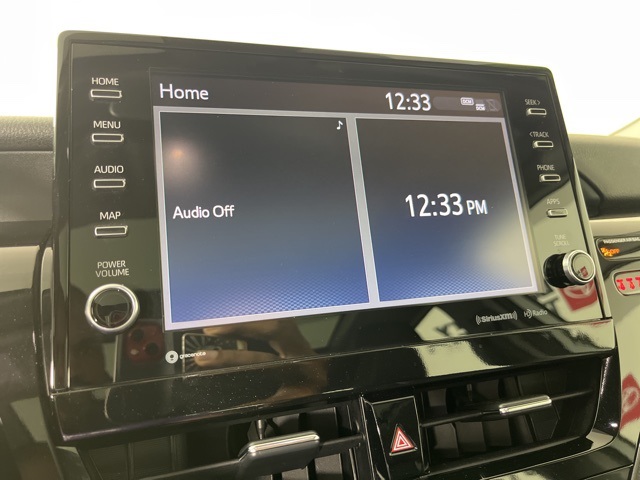 HOME
MENU
AUDIO
MAP
POWER
VOLUME
Home
12:33
Audio Off
12:33 PM
SEEK>
<TRACK
PHONE
APPS
TUNE
SCROLL
gracenote
SiriusXM
HD Radio